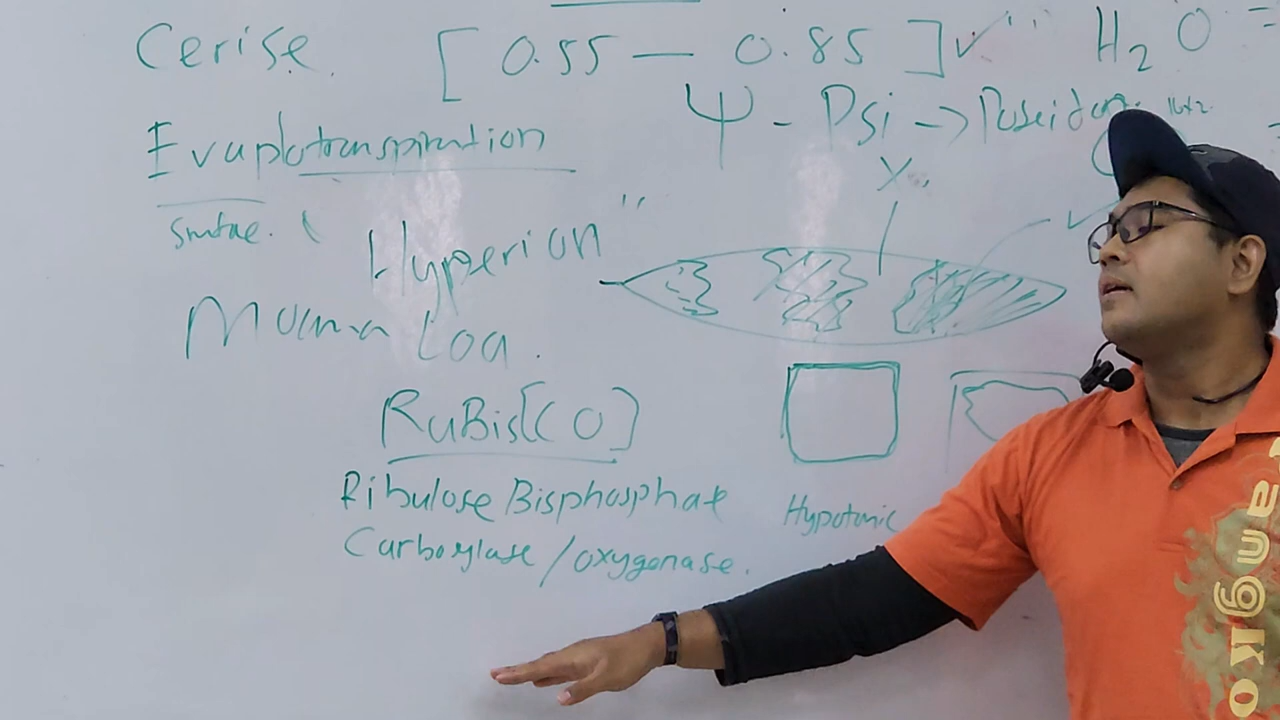 Cerise.
[0.55 — 0.85] ✓ "
H2O =
Ψ - Psi -> Poseidon
Evaplotranspiration
X
Hyperion "
Mauna Loa.
RuBis[CO]
Ribulose Bisphosphate
Carboxylase/oxygenase.
Hypotonic
angko